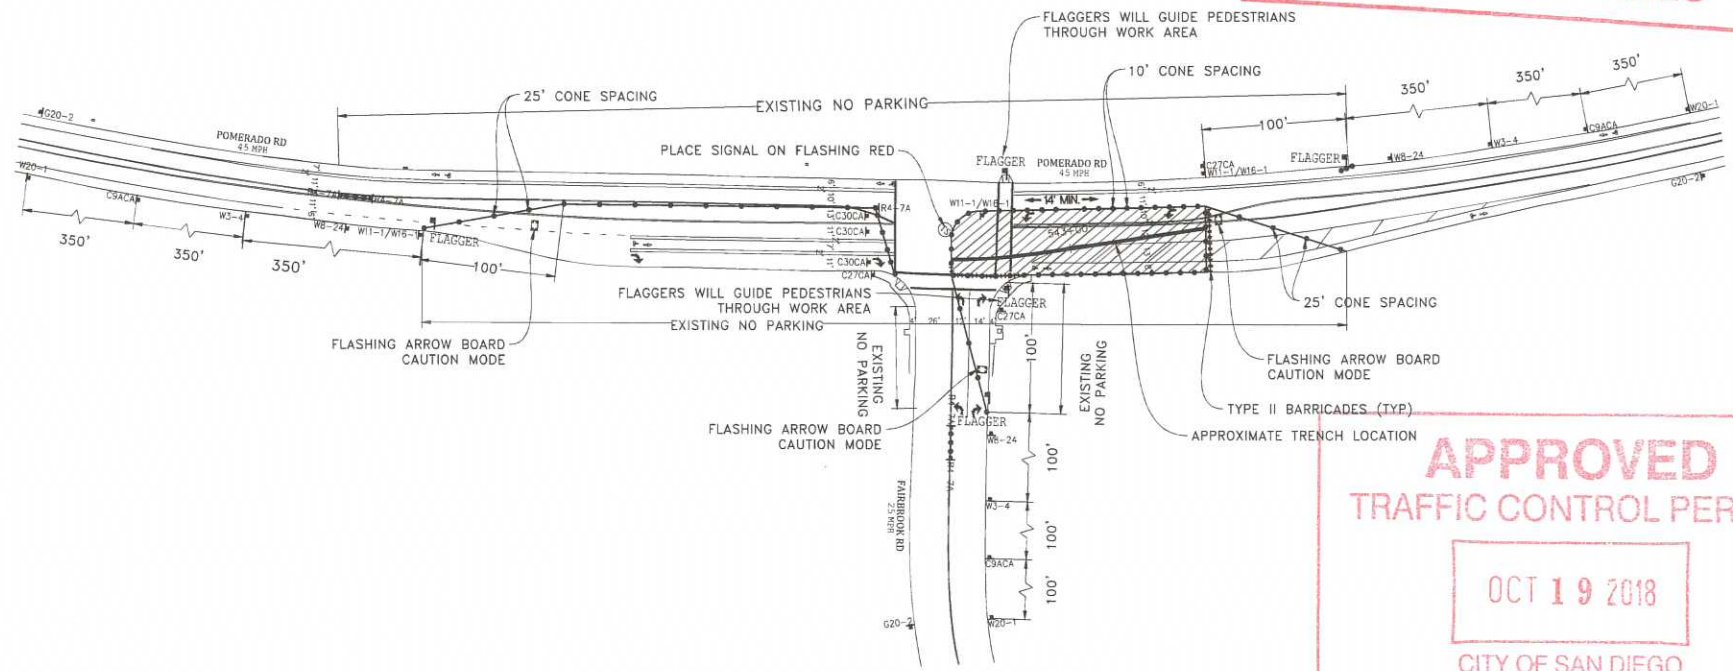 FLAGGERS WILL GUIDE PEDESTRIANS
THROUGH WORK AREA
10' CONE SPACING
350'
350'
350'
25' CONE SPACING
EXISTING NO PARKING
100'
W20-1
C9ACA
W3-4
W8-24
G20-2
POMERADO RD
45 MPH
PLACE SIGNAL ON FLASHING RED
FLAGGER
POMERADO RD
45 MPH
C27CA
W11-1/W16-1
FLAGGER
G20-2
W20-1
C9ACA
W3-4
W8-24
W11-1/W16-1
FLAGGER
350'
350'
350'
100'
R4-7A
C30CA
C30CA
C30CA
C27CA
W11-1/W16-1
14' MIN.
FLAGGERS WILL GUIDE PEDESTRIANS
THROUGH WORK AREA
EXISTING NO PARKING
FLAGGER
C27CA
4' 26' 12' 14' 4'
25' CONE SPACING
FLASHING ARROW BOARD
CAUTION MODE
EXISTING
NO PARKING
100'
EXISTING
NO PARKING
FLASHING ARROW BOARD
CAUTION MODE
TYPE II BARRICADES (TYP)
APPROXIMATE TRENCH LOCATION
FLASHING ARROW BOARD
CAUTION MODE
FLAGGER
W8-24
100'
W3-4
R4-7A
100'
C9ACA
100'
FAIRBROOK RD
25 MPH
G20-2
W20-1
APPROVED
TRAFFIC CONTROL PER
OCT 19 2018
CITY OF SAN DIEGO